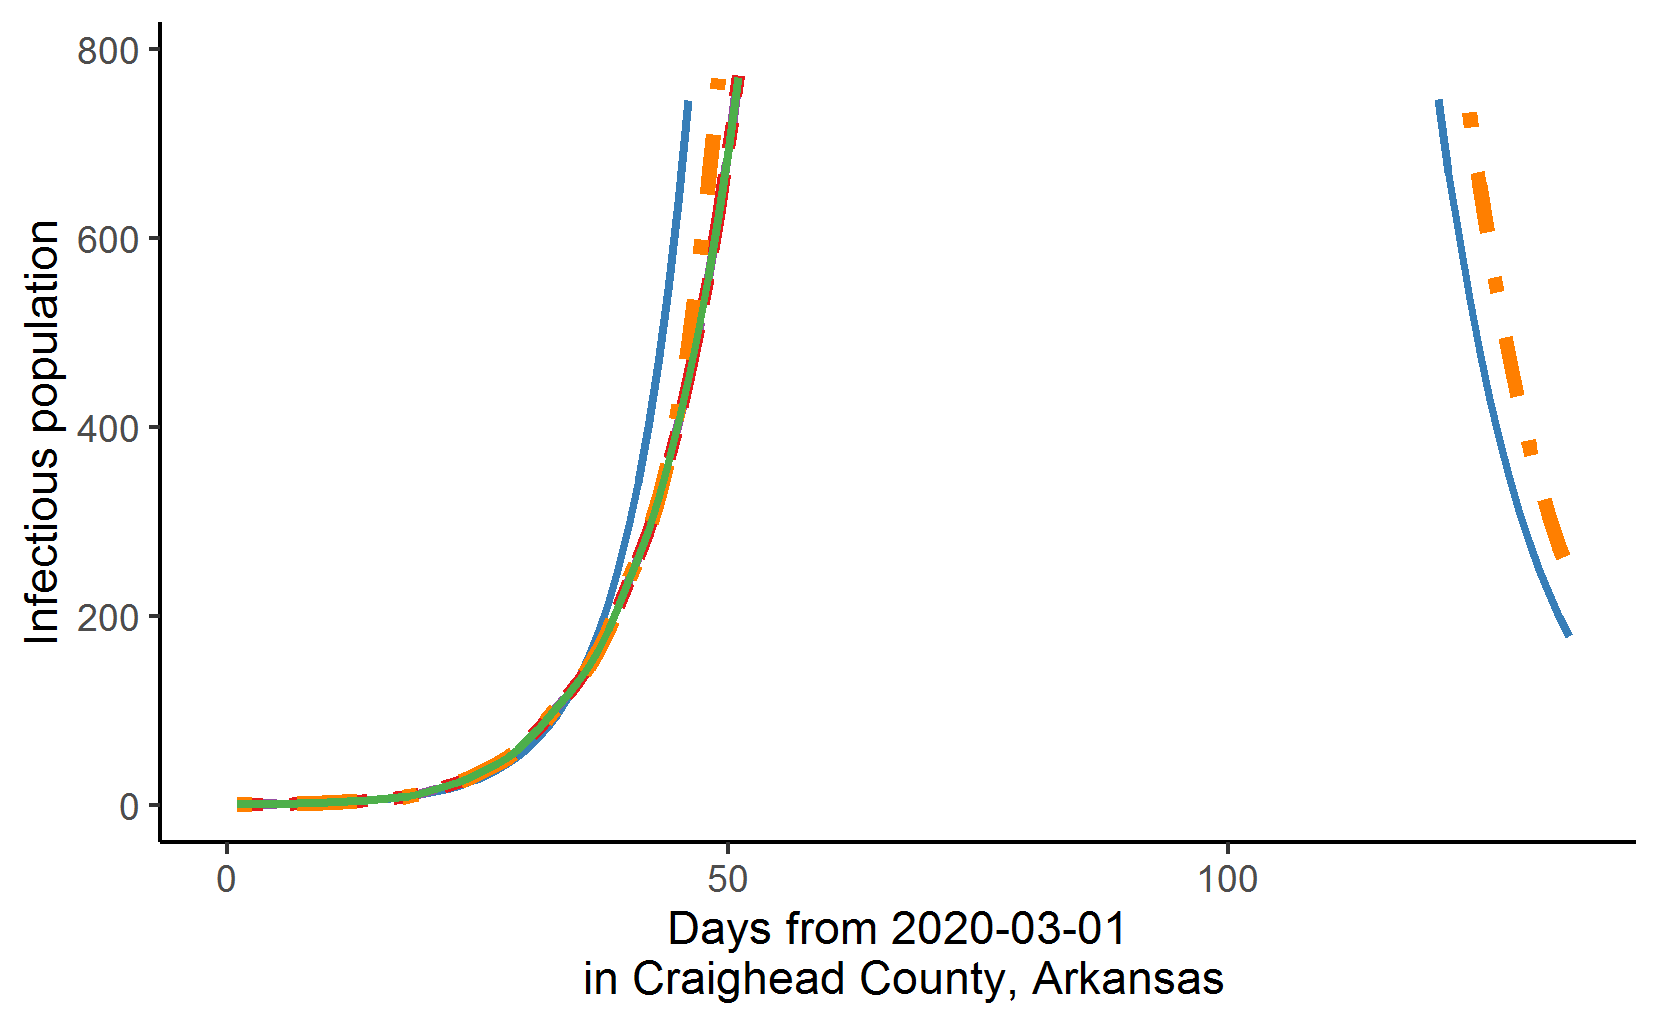 800
600
400
200
0
Infectious population
0 50 100
Days from 2020-03-01
in Craighead County, Arkansas